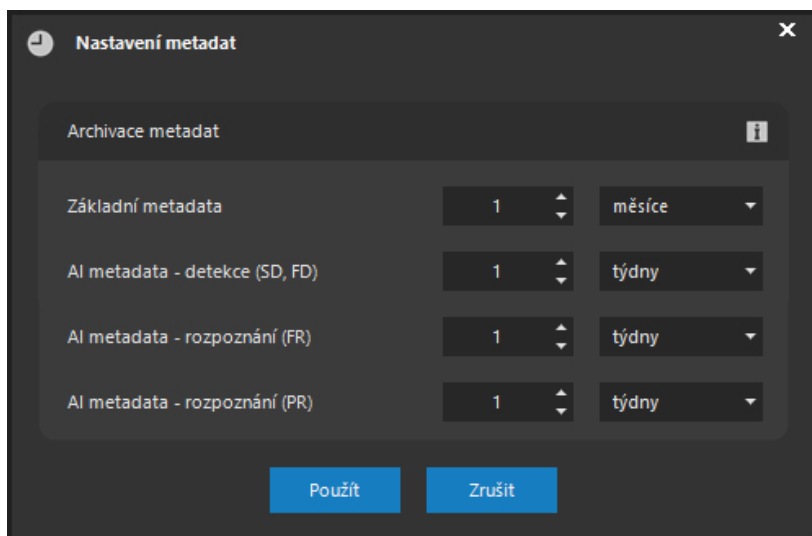 Nastavení metadat
Archivace metadat
Základní metadata 1 měsíce
AI metadata - detekce (SD, FD) 1 týdny
AI metadata - rozpoznání (FR) 1 týdny
AI metadata - rozpoznání (PR) 1 týdny
Použít Zrušit